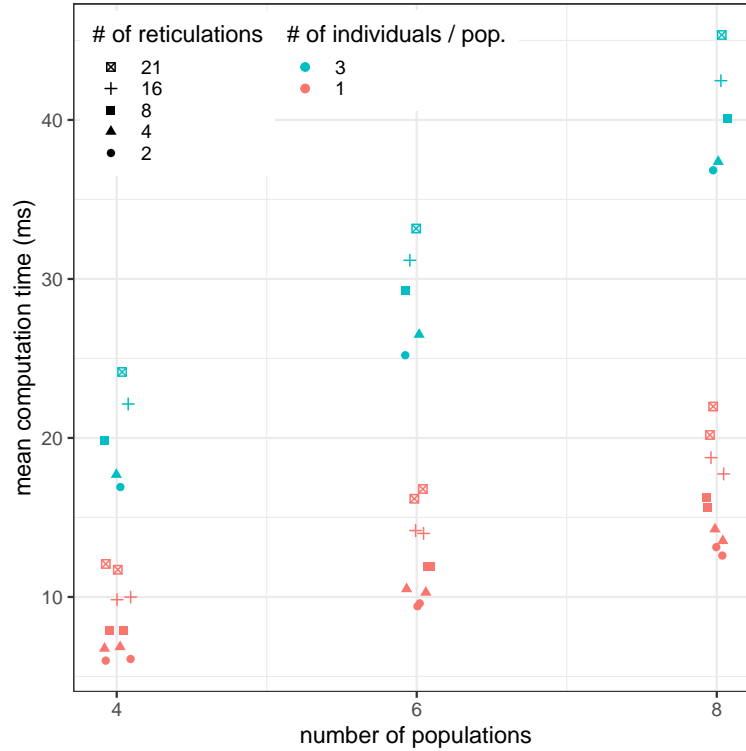 # of reticulations
21
16
8
4
2
# of individuals / pop.
3
1
mean computation time (ms)
40
30
20
10
4 6 8
number of populations